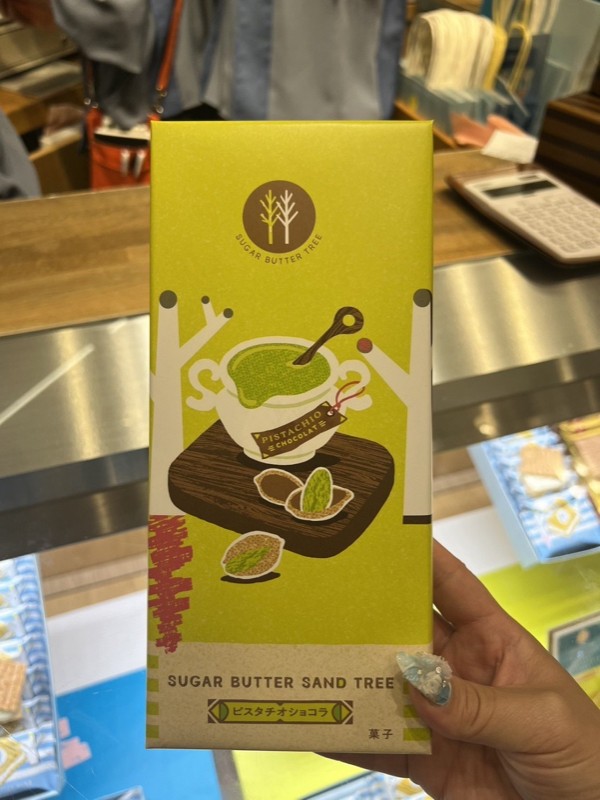 SUGAR BUTTER TREE
PISTACHIO
CHOCOLAT
SUGAR BUTTER SAND TREE
ピスタチオショコラ
菓子